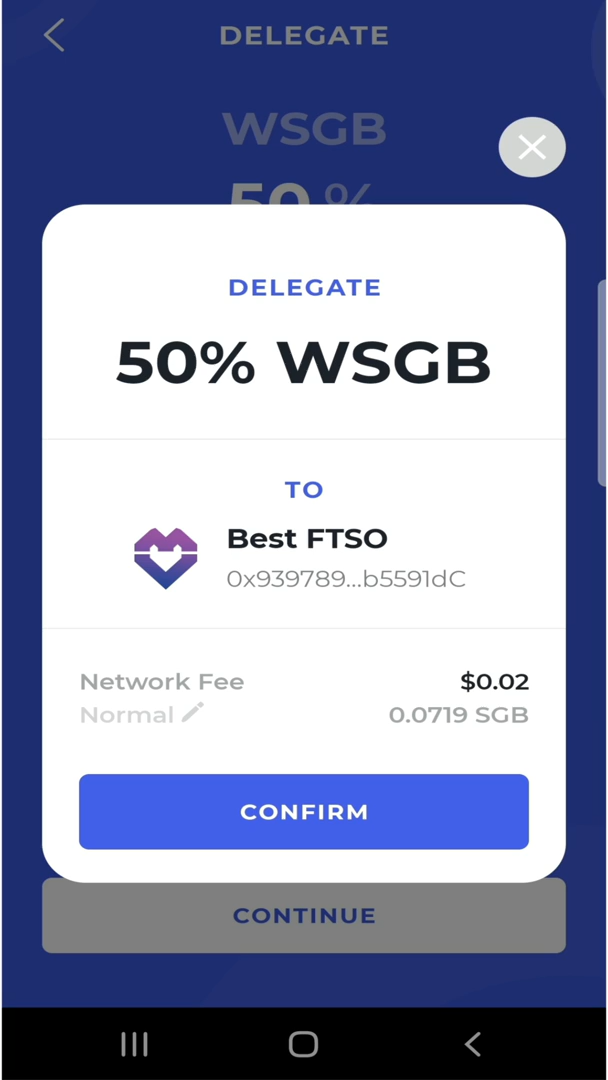 DELEGATE
WSGB
50 %
DELEGATE
50% WSGB
TO
Best FTSO
0x939789...b5591dC
Network Fee
$0.02
Normal
0.0719 SGB
CONFIRM
CONTINUE